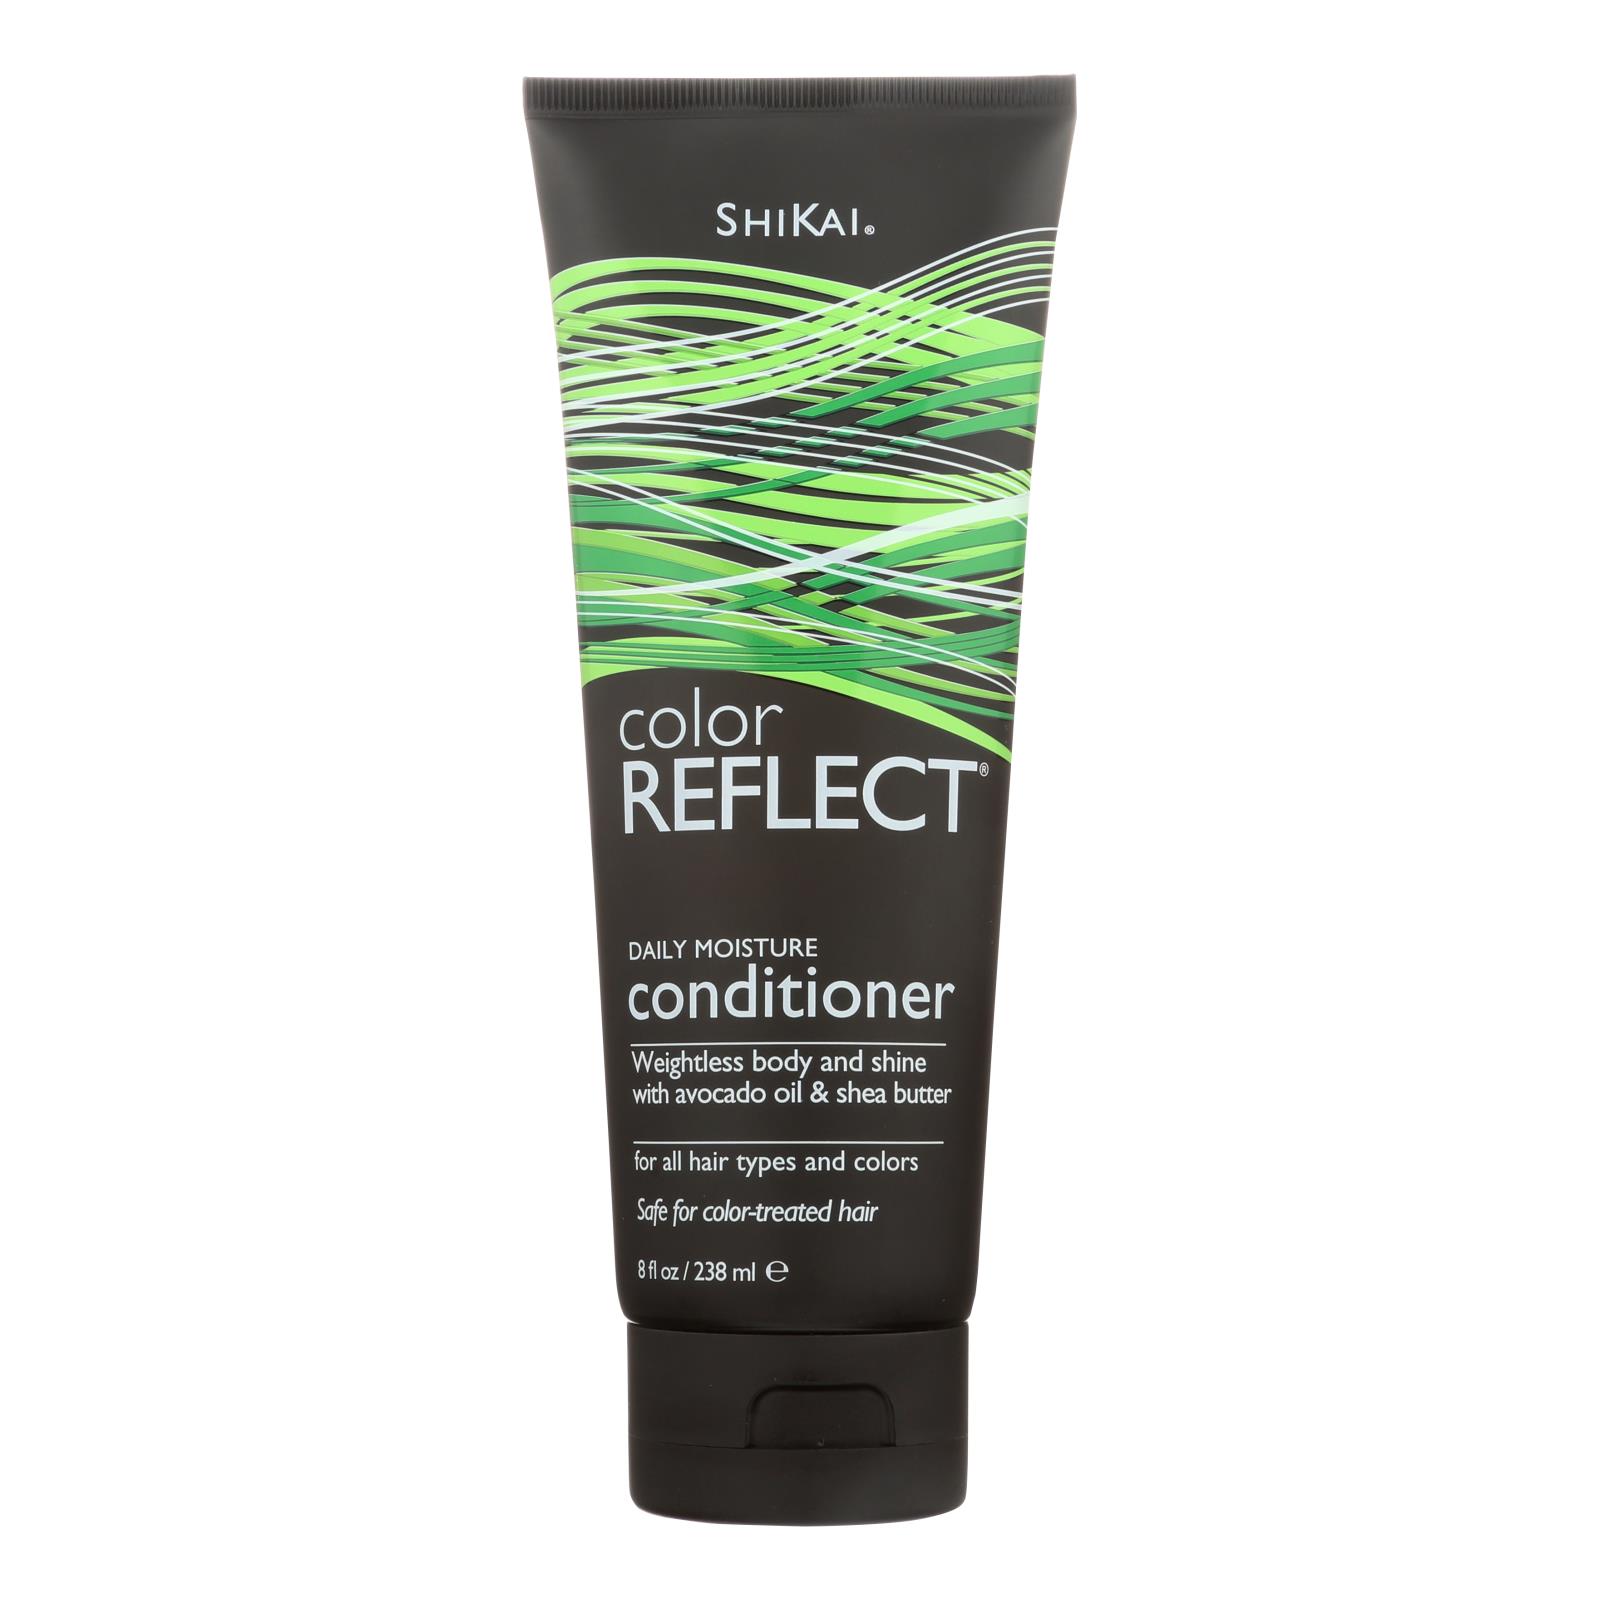 SHIKAI®
color
REFLECT®
DAILY MOISTURE
conditioner
Weightless body and shine
with avocado oil & shea butter
for all hair types and colors
Safe for color-treated hair
8 fl oz / 238 ml ℮